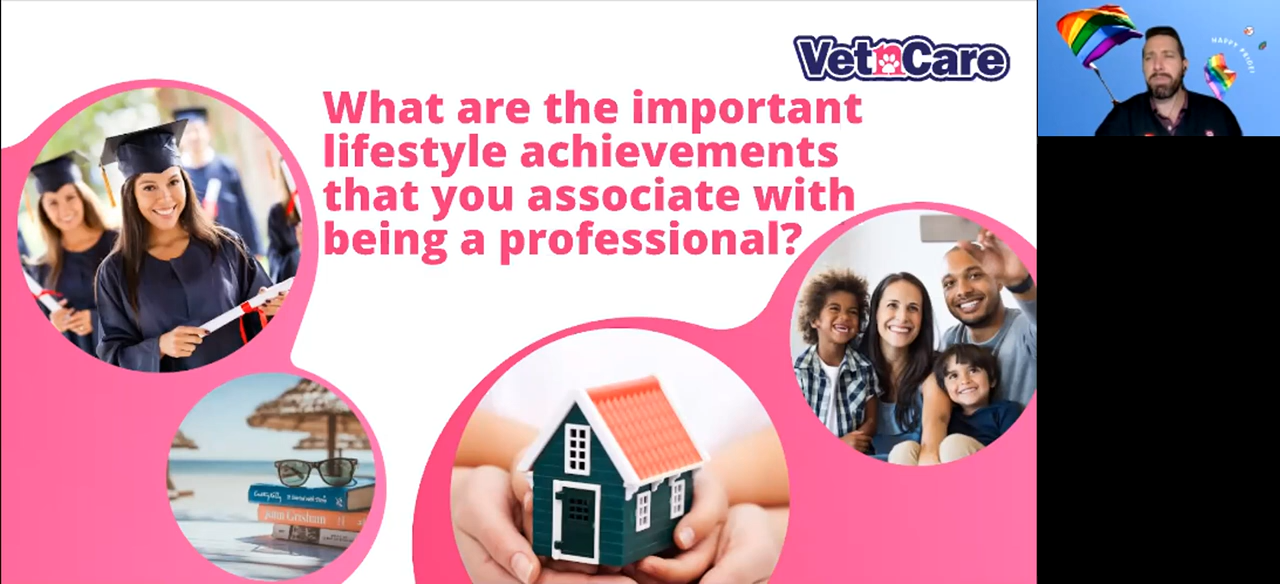 VetnCare
What are the important
lifestyle achievements
that you associate with
being a professional?
HAPPY PRIDE!
John Grisham